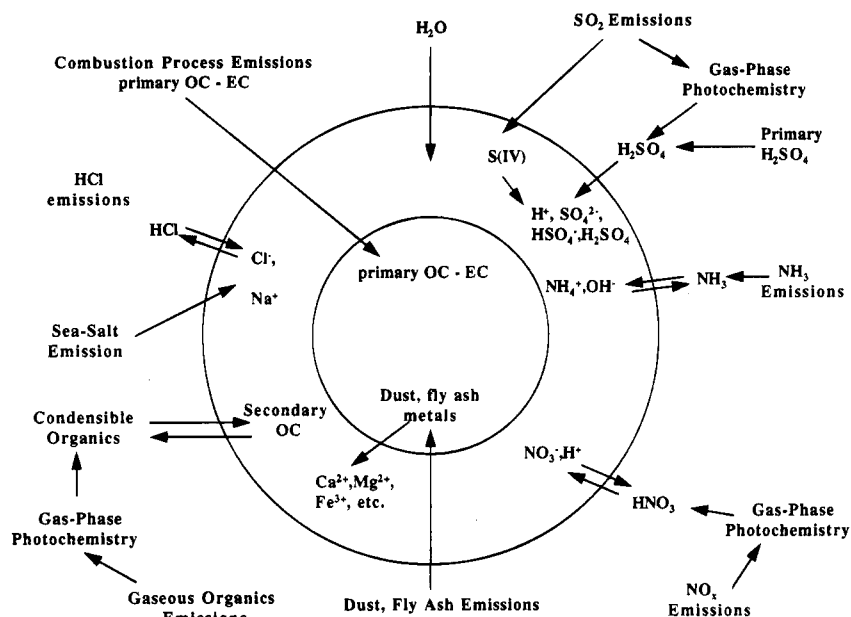 H₂O
SO₂ Emissions
Combustion Process Emissions
primary OC - EC
Gas-Phase
Photochemistry
S(IV)
H₂SO₄
Primary
H₂SO₄
HCl
emissions
HCl
Cl⁻,
Na⁺
H⁺, SO₄²⁻,
HSO₄⁻,H₂SO₄
primary OC - EC
NH₄⁺,OH⁻
NH₃
NH₃
Emissions
Sea-Salt
Emission
Dust, fly ash
metals
Condensible
Organics
Secondary
OC
Ca²⁺,Mg²⁺,
Fe³⁺, etc.
NO₃⁻,H⁺
HNO₃
Gas-Phase
Photochemistry
Gas-Phase
Photochemistry
Gaseous Organics
Emissions
Dust, Fly Ash Emissions
NOₓ
Emissions